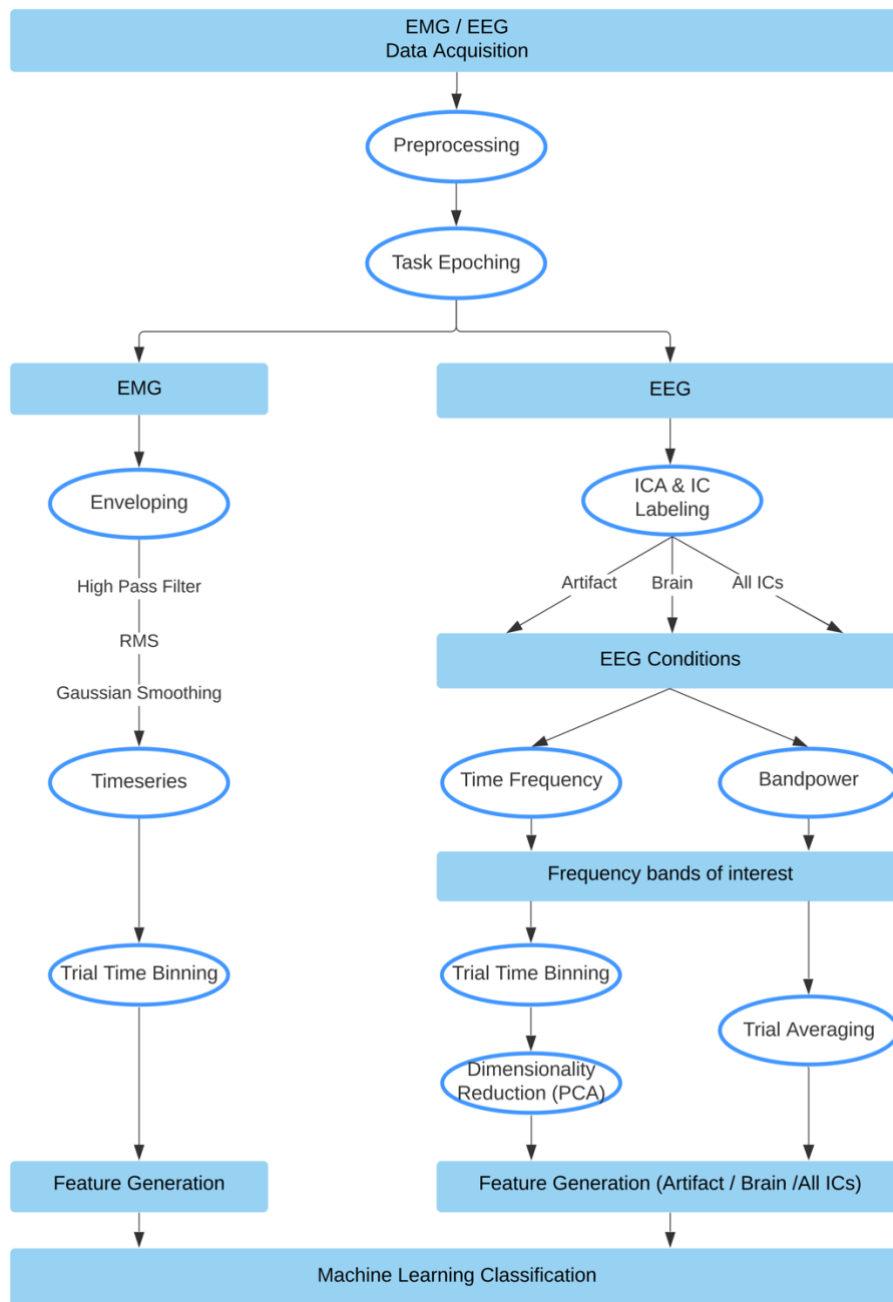 EMG / EEG
Data Acquisition
Preprocessing
Task Epoching
EMG
EEG
Enveloping
ICA & IC
Labeling
High Pass Filter
Artifact
Brain
All ICs
RMS
EEG Conditions
Gaussian Smoothing
Timeseries
Time Frequency
Bandpower
Frequency bands of interest
Trial Time Binning
Trial Time Binning
Trial Averaging
Dimensionality
Reduction (PCA)
Feature Generation
Feature Generation (Artifact / Brain /All ICs)
Machine Learning Classification